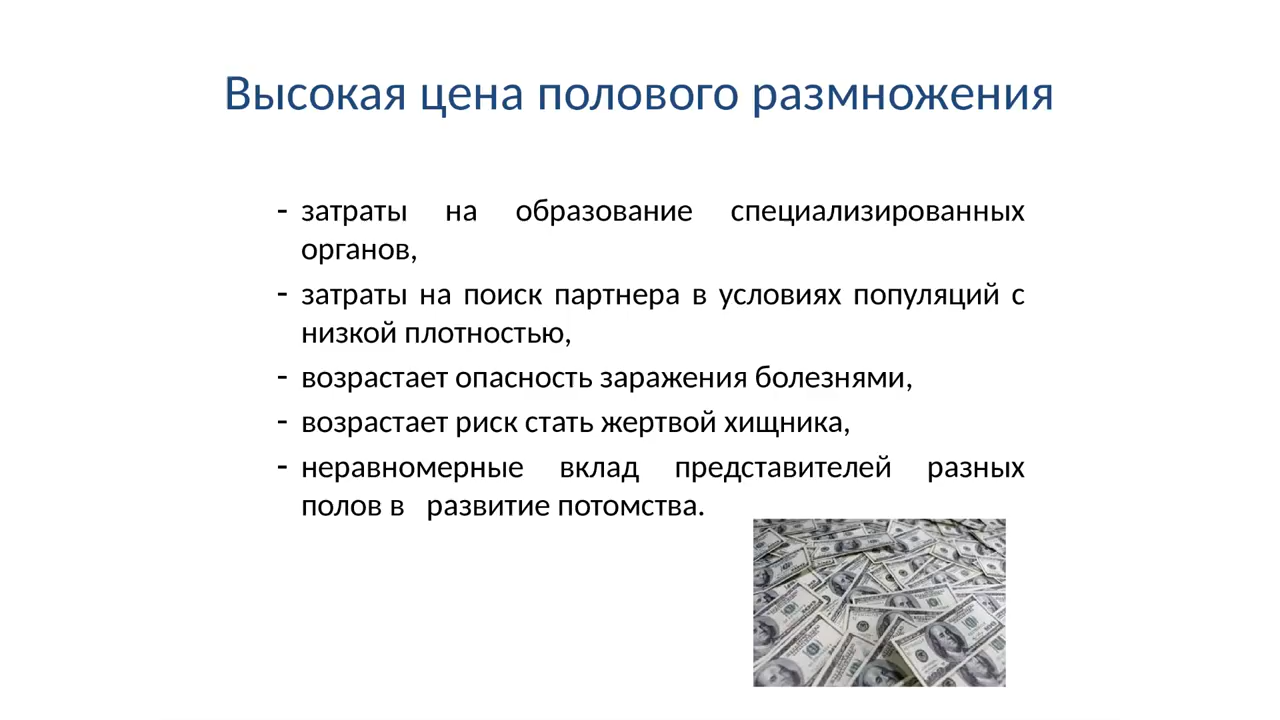 Высокая цена полового размножения
- затраты на образование специализированных
органов,
- затраты на поиск партнера в условиях популяций с
низкой плотностью,
- возрастает опасность заражения болезнями,
- возрастает риск стать жертвой хищника,
- неравномерные вклад представителей разных
полов в развитие потомства.